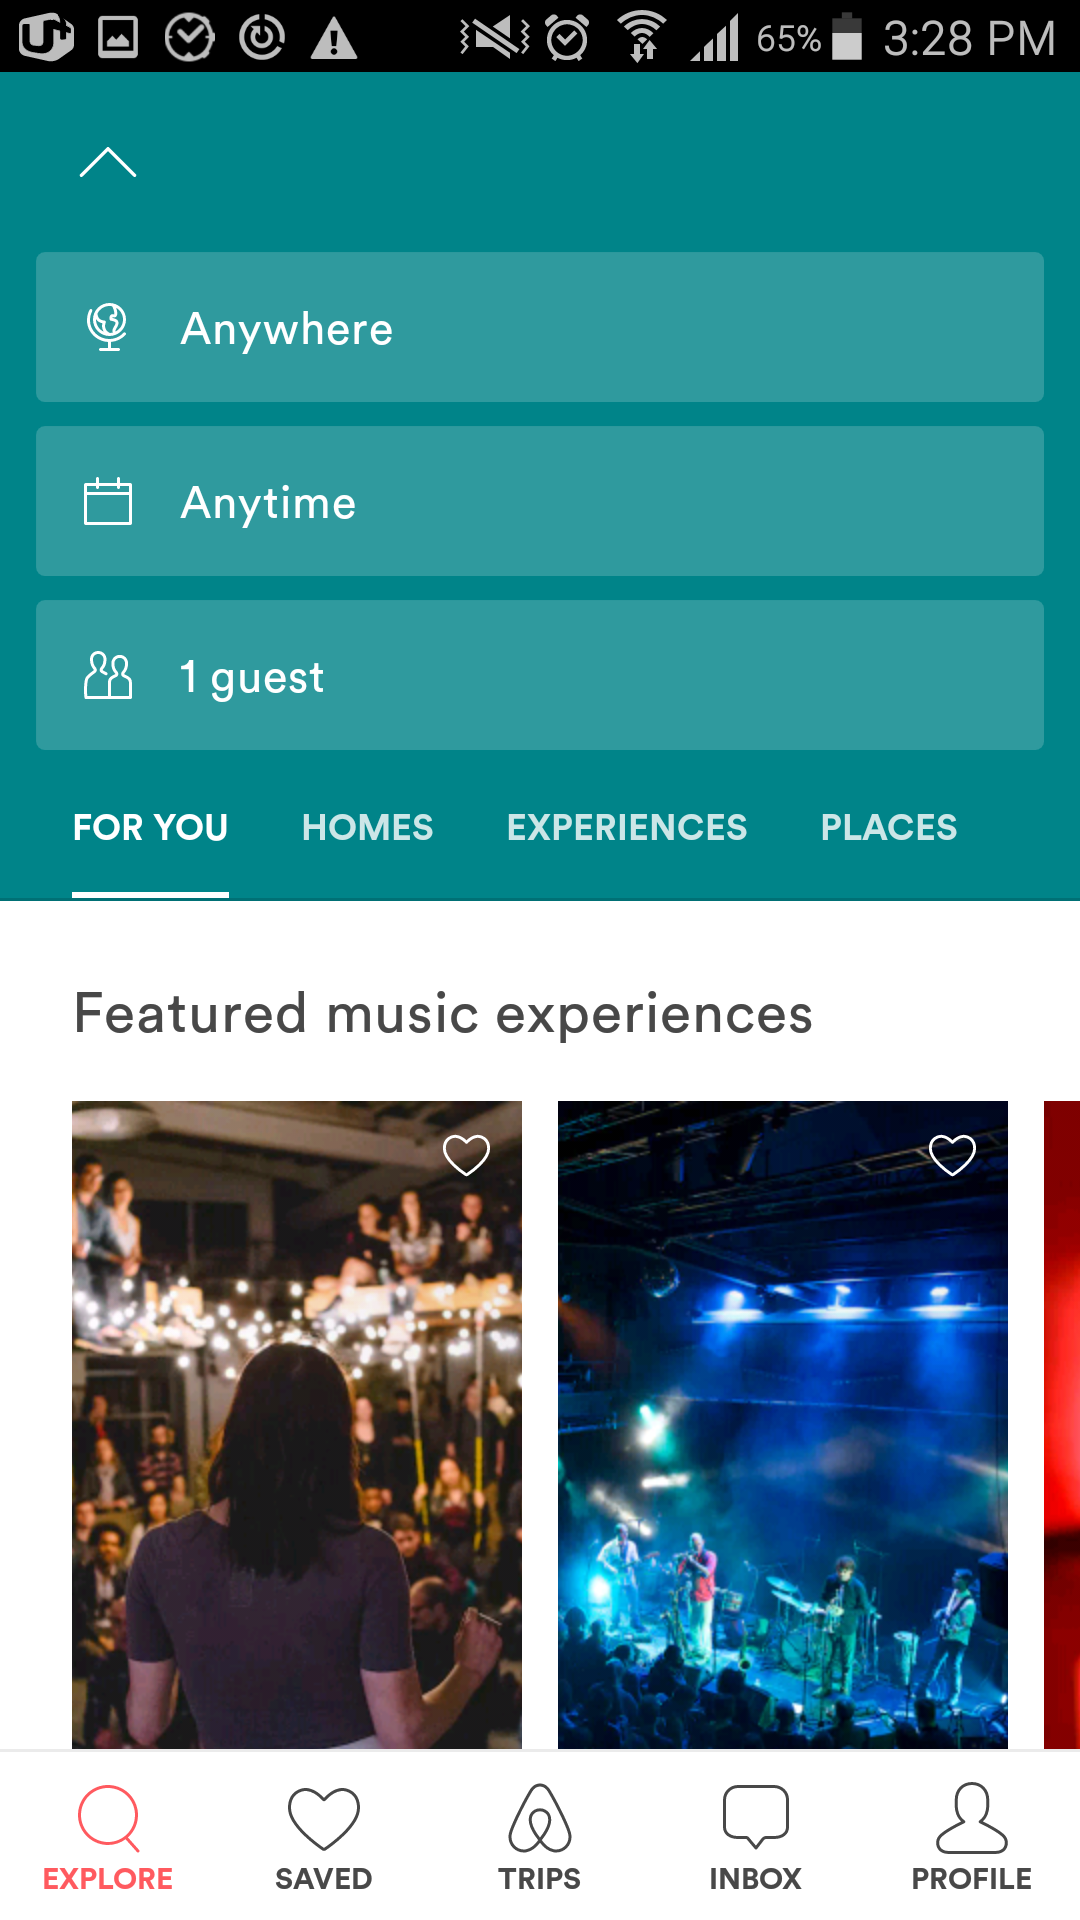 65% 3:28 PM
Anywhere
Anytime
1 guest
FOR YOU HOMES EXPERIENCES PLACES
Featured music experiences
EXPLORE SAVED TRIPS INBOX PROFILE